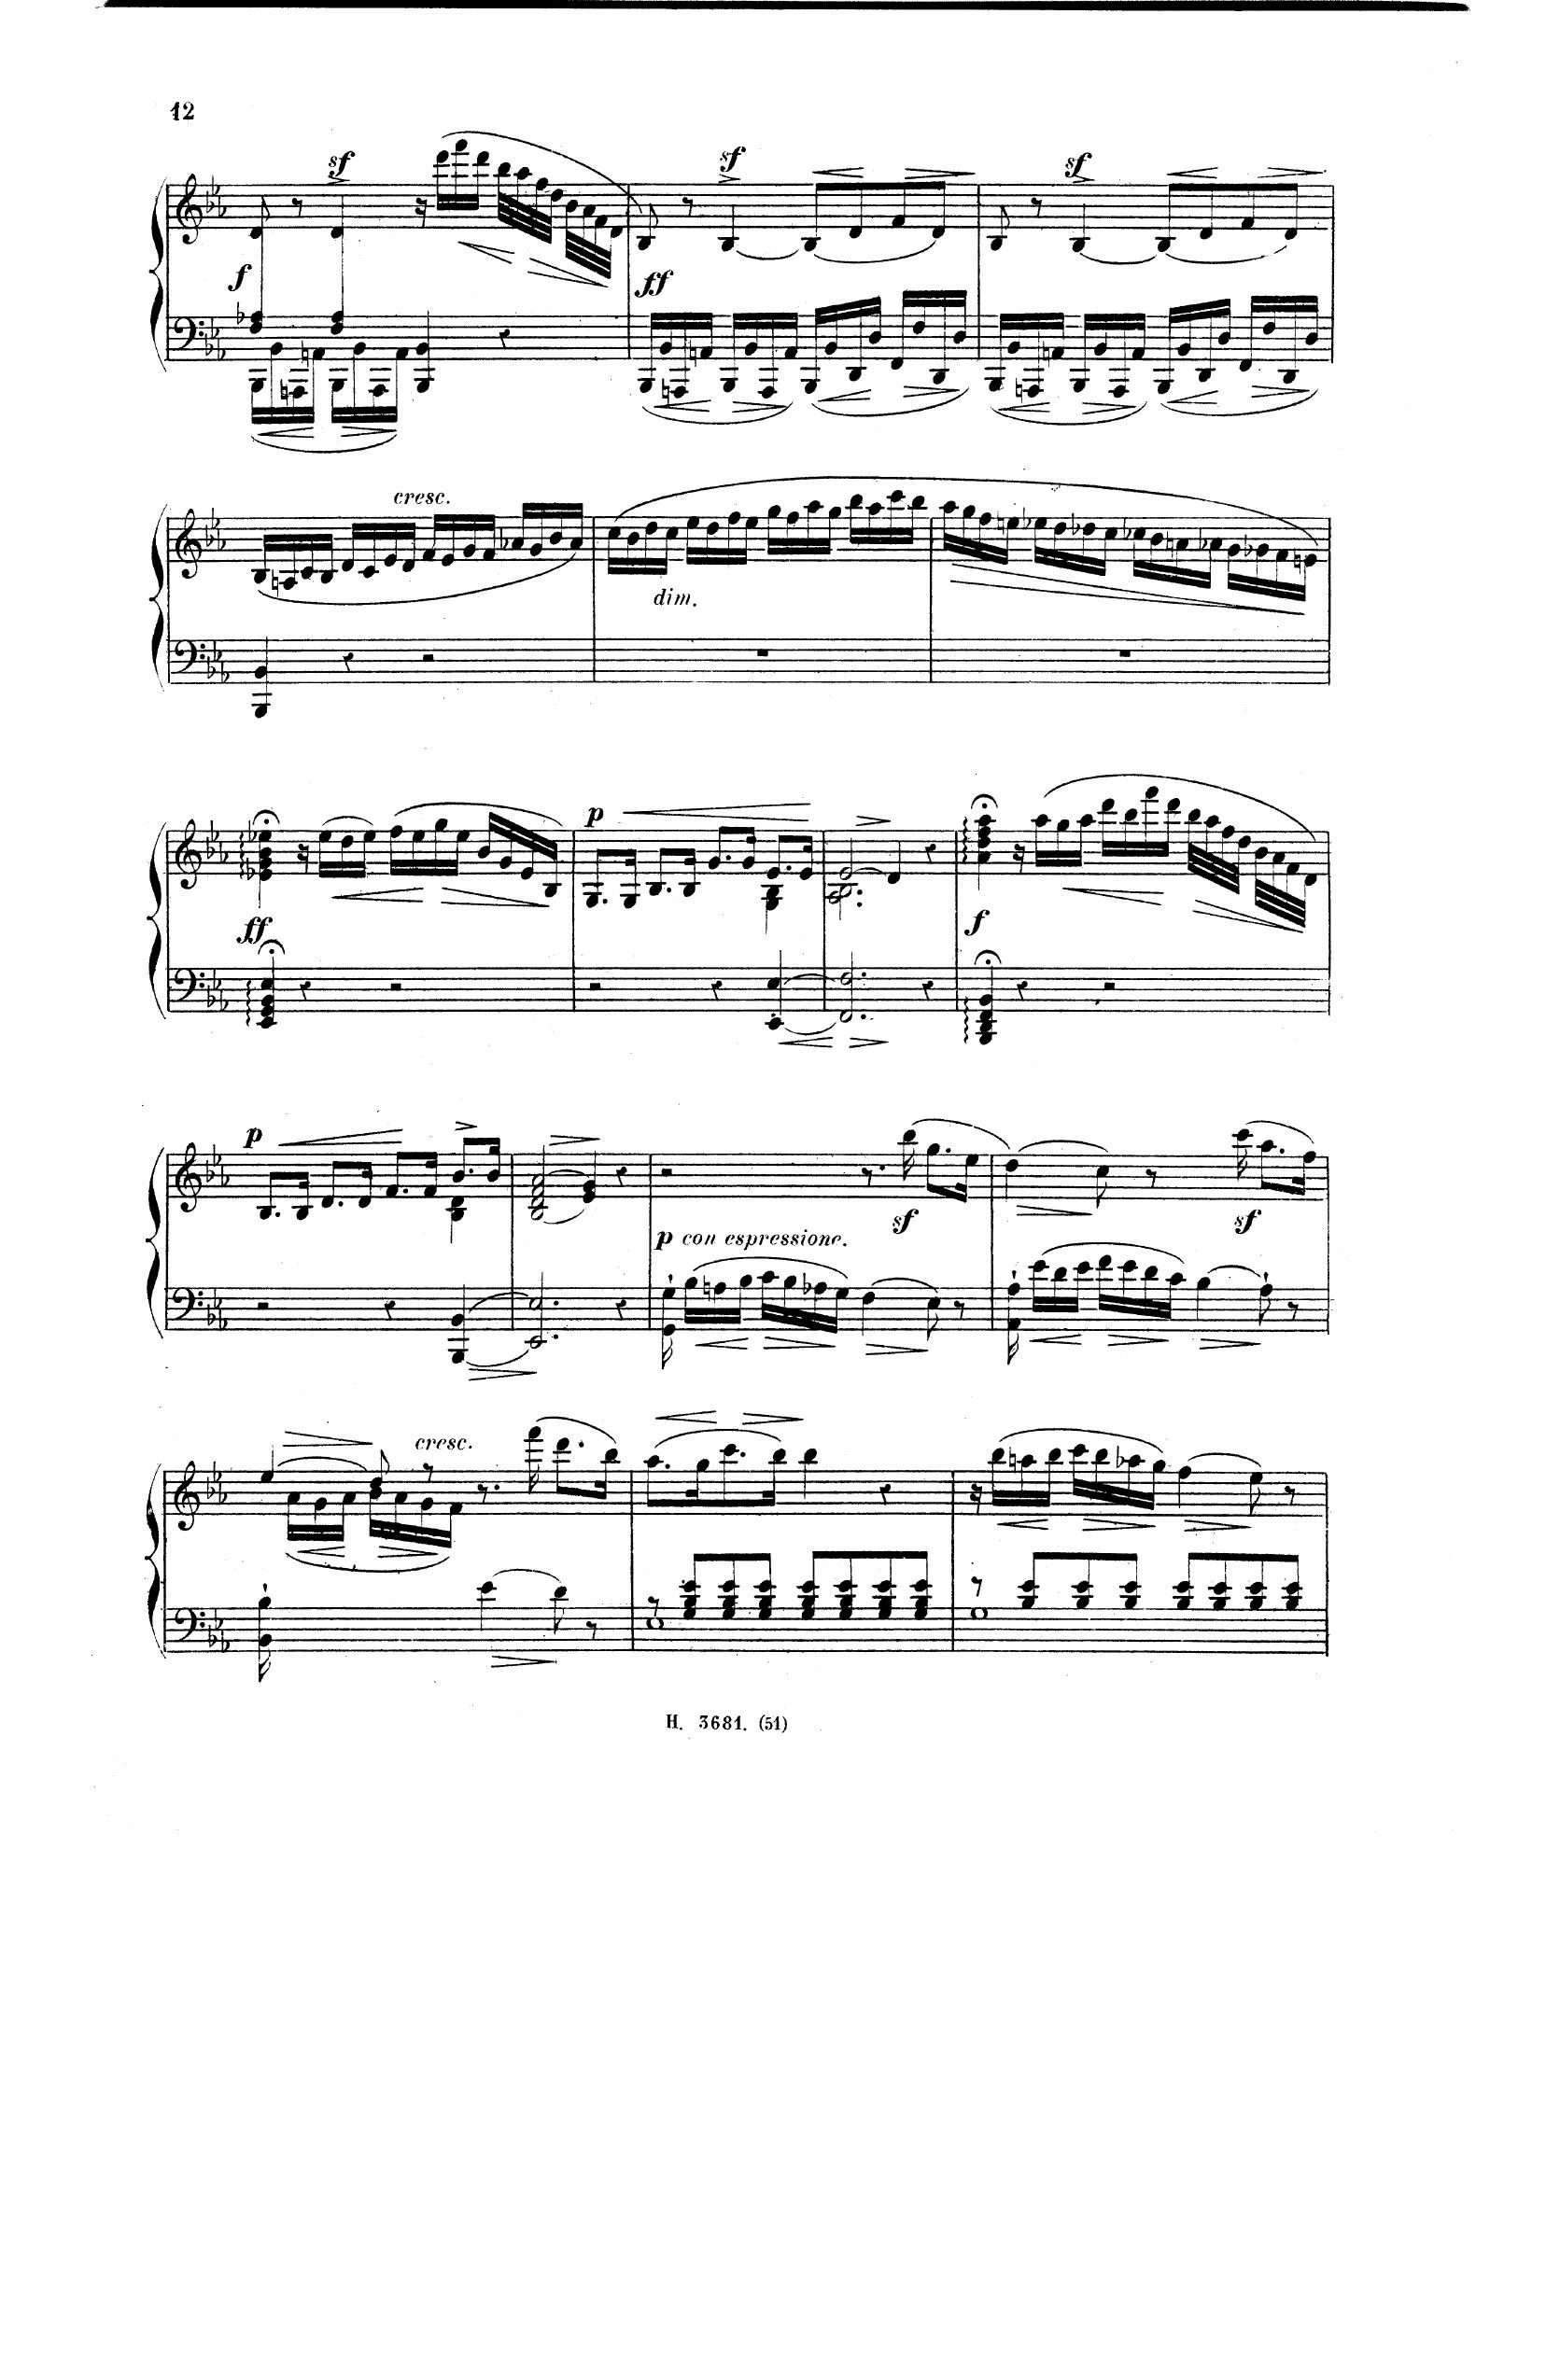 12
sf sf sf
f ff
cresc.
dim.
p
ff f
p
sf sf
p con espressione.
cresc.
H. 3681. (51)